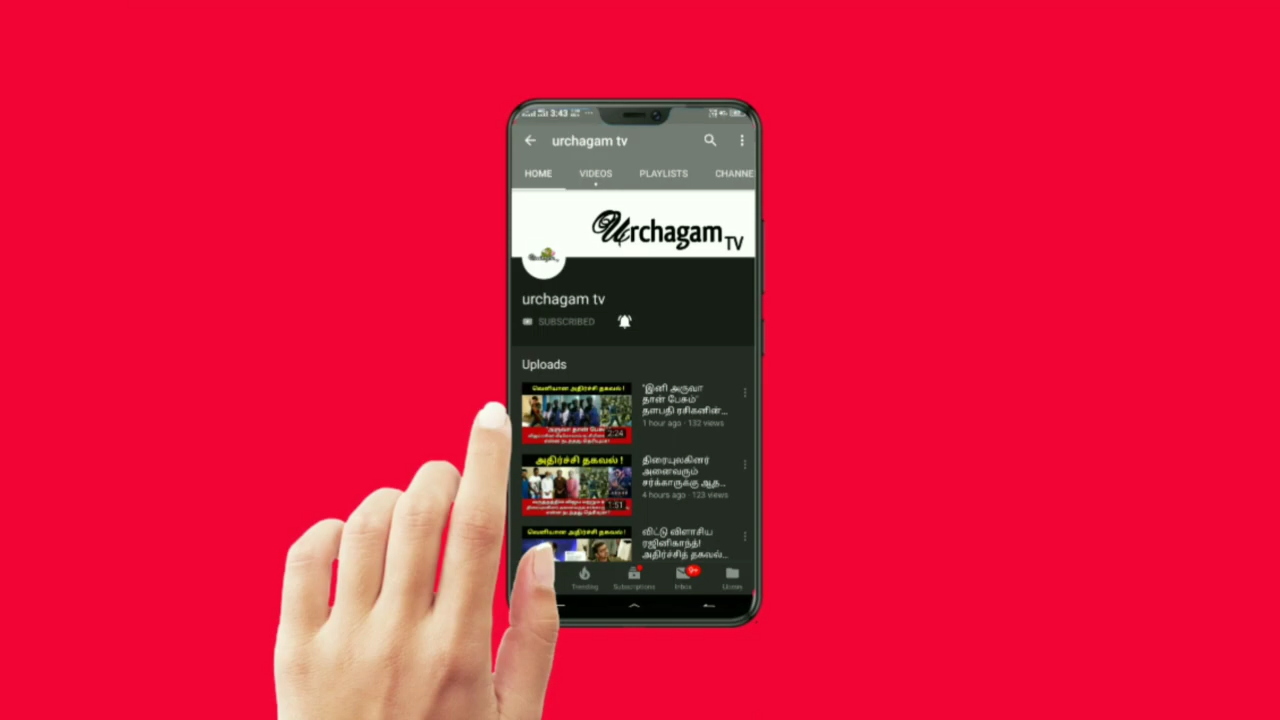 3:43
urchagam tv
HOME VIDEOS PLAYLISTS CHANNE
Urchagam TV
urchagam tv
SUBSCRIBED
Uploads
வெளியான அதிர்ச்சி தகவல் !
2:24
"இனி அருவா
தான் பேசும்"
தளபதி ரசிகனின்...
1 hour ago · 132 views
அதிர்ச்சி தகவல் !
1:51
திரையுலகினர்
அனைவரும்
சர்க்காருக்கு ஆத...
4 hours ago · 123 views
வெளியான அதிர்ச்சி தகவல் !
விட்டு விளாசிய
ரஜினிகாந்த்!
அதிர்ச்சித் தகவல்...
Trending Subscriptions Inbox 9+ Library